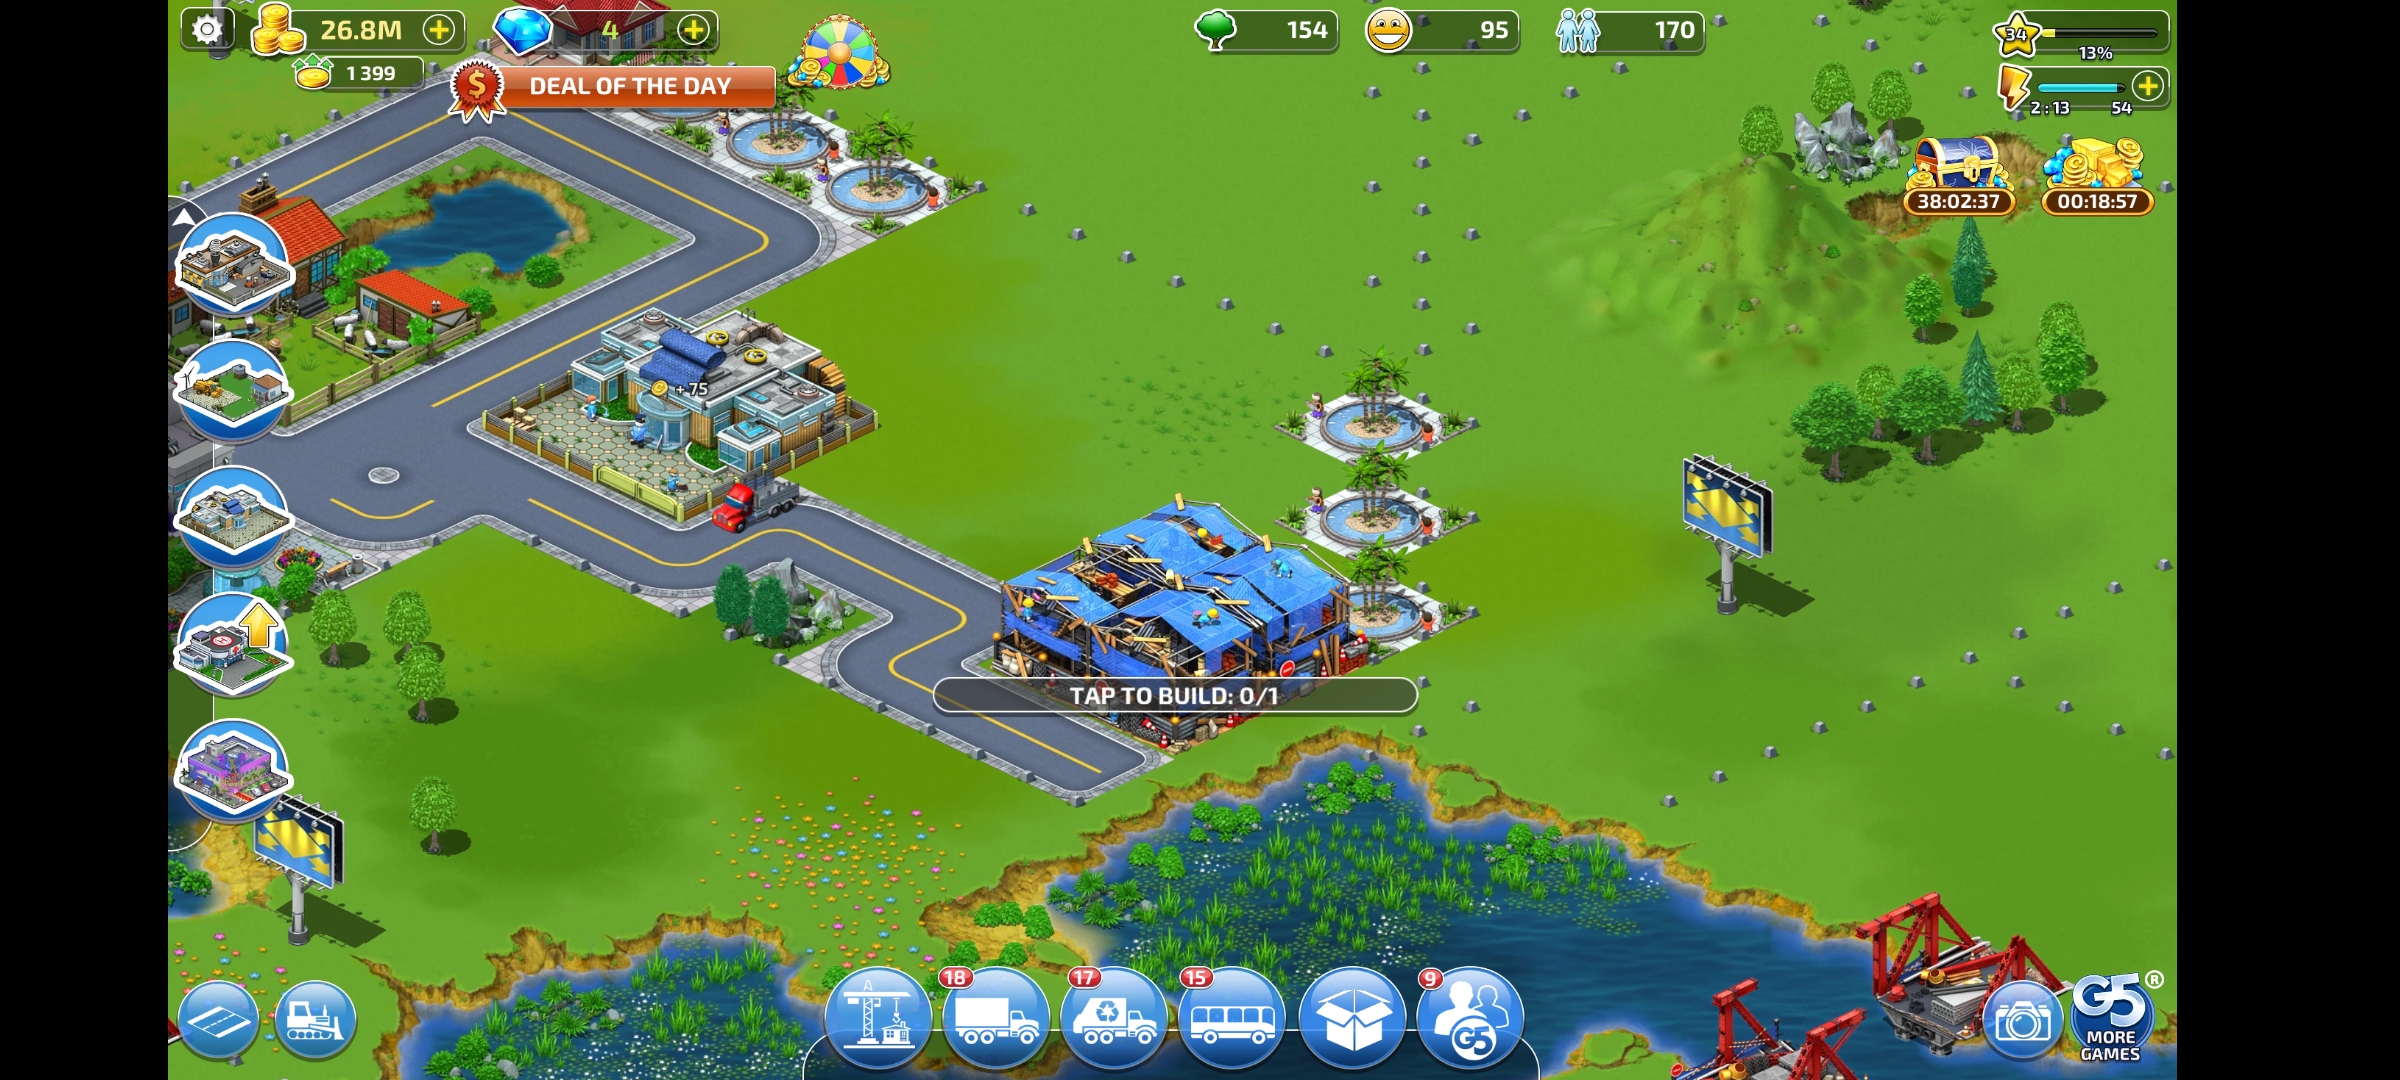 26.8M
4
154
95
170
34
13%
1 399
$ DEAL OF THE DAY
2:13
54
38:02:37
00:18:57
+75
H
TAP TO BUILD: 0/1
18
17
15
9
G5
G5®
MORE
GAMES